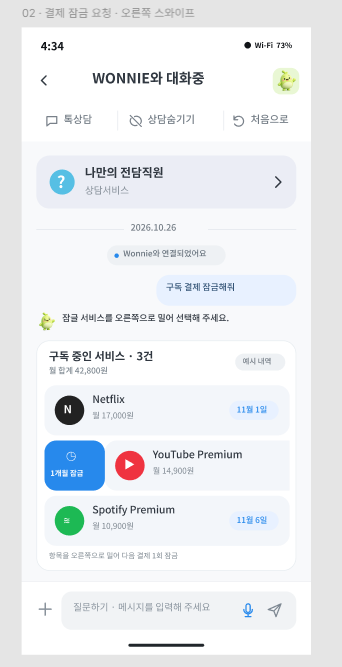 02 · 결제 잠금 요청 · 오른쪽 스와이프
4:34
Wi-Fi 73%
WONNIE와 대화중
톡상담
상담숨기기
처음으로
?
나만의 전담직원
상담서비스
2026.10.26
Wonnie와 연결되었어요
구독 결제 잠금해줘
잠글 서비스를 오른쪽으로 밀어 선택해 주세요.
구독 중인 서비스 · 3건
월 합계 42,800원
예시 내역
N
Netflix
월 17,000원
11월 1일
1개월 잠금
YouTube Premium
월 14,900원
Spotify Premium
월 10,900원
11월 6일
항목을 오른쪽으로 밀어 다음 결제 1회 잠금
질문하기 · 메시지를 입력해 주세요